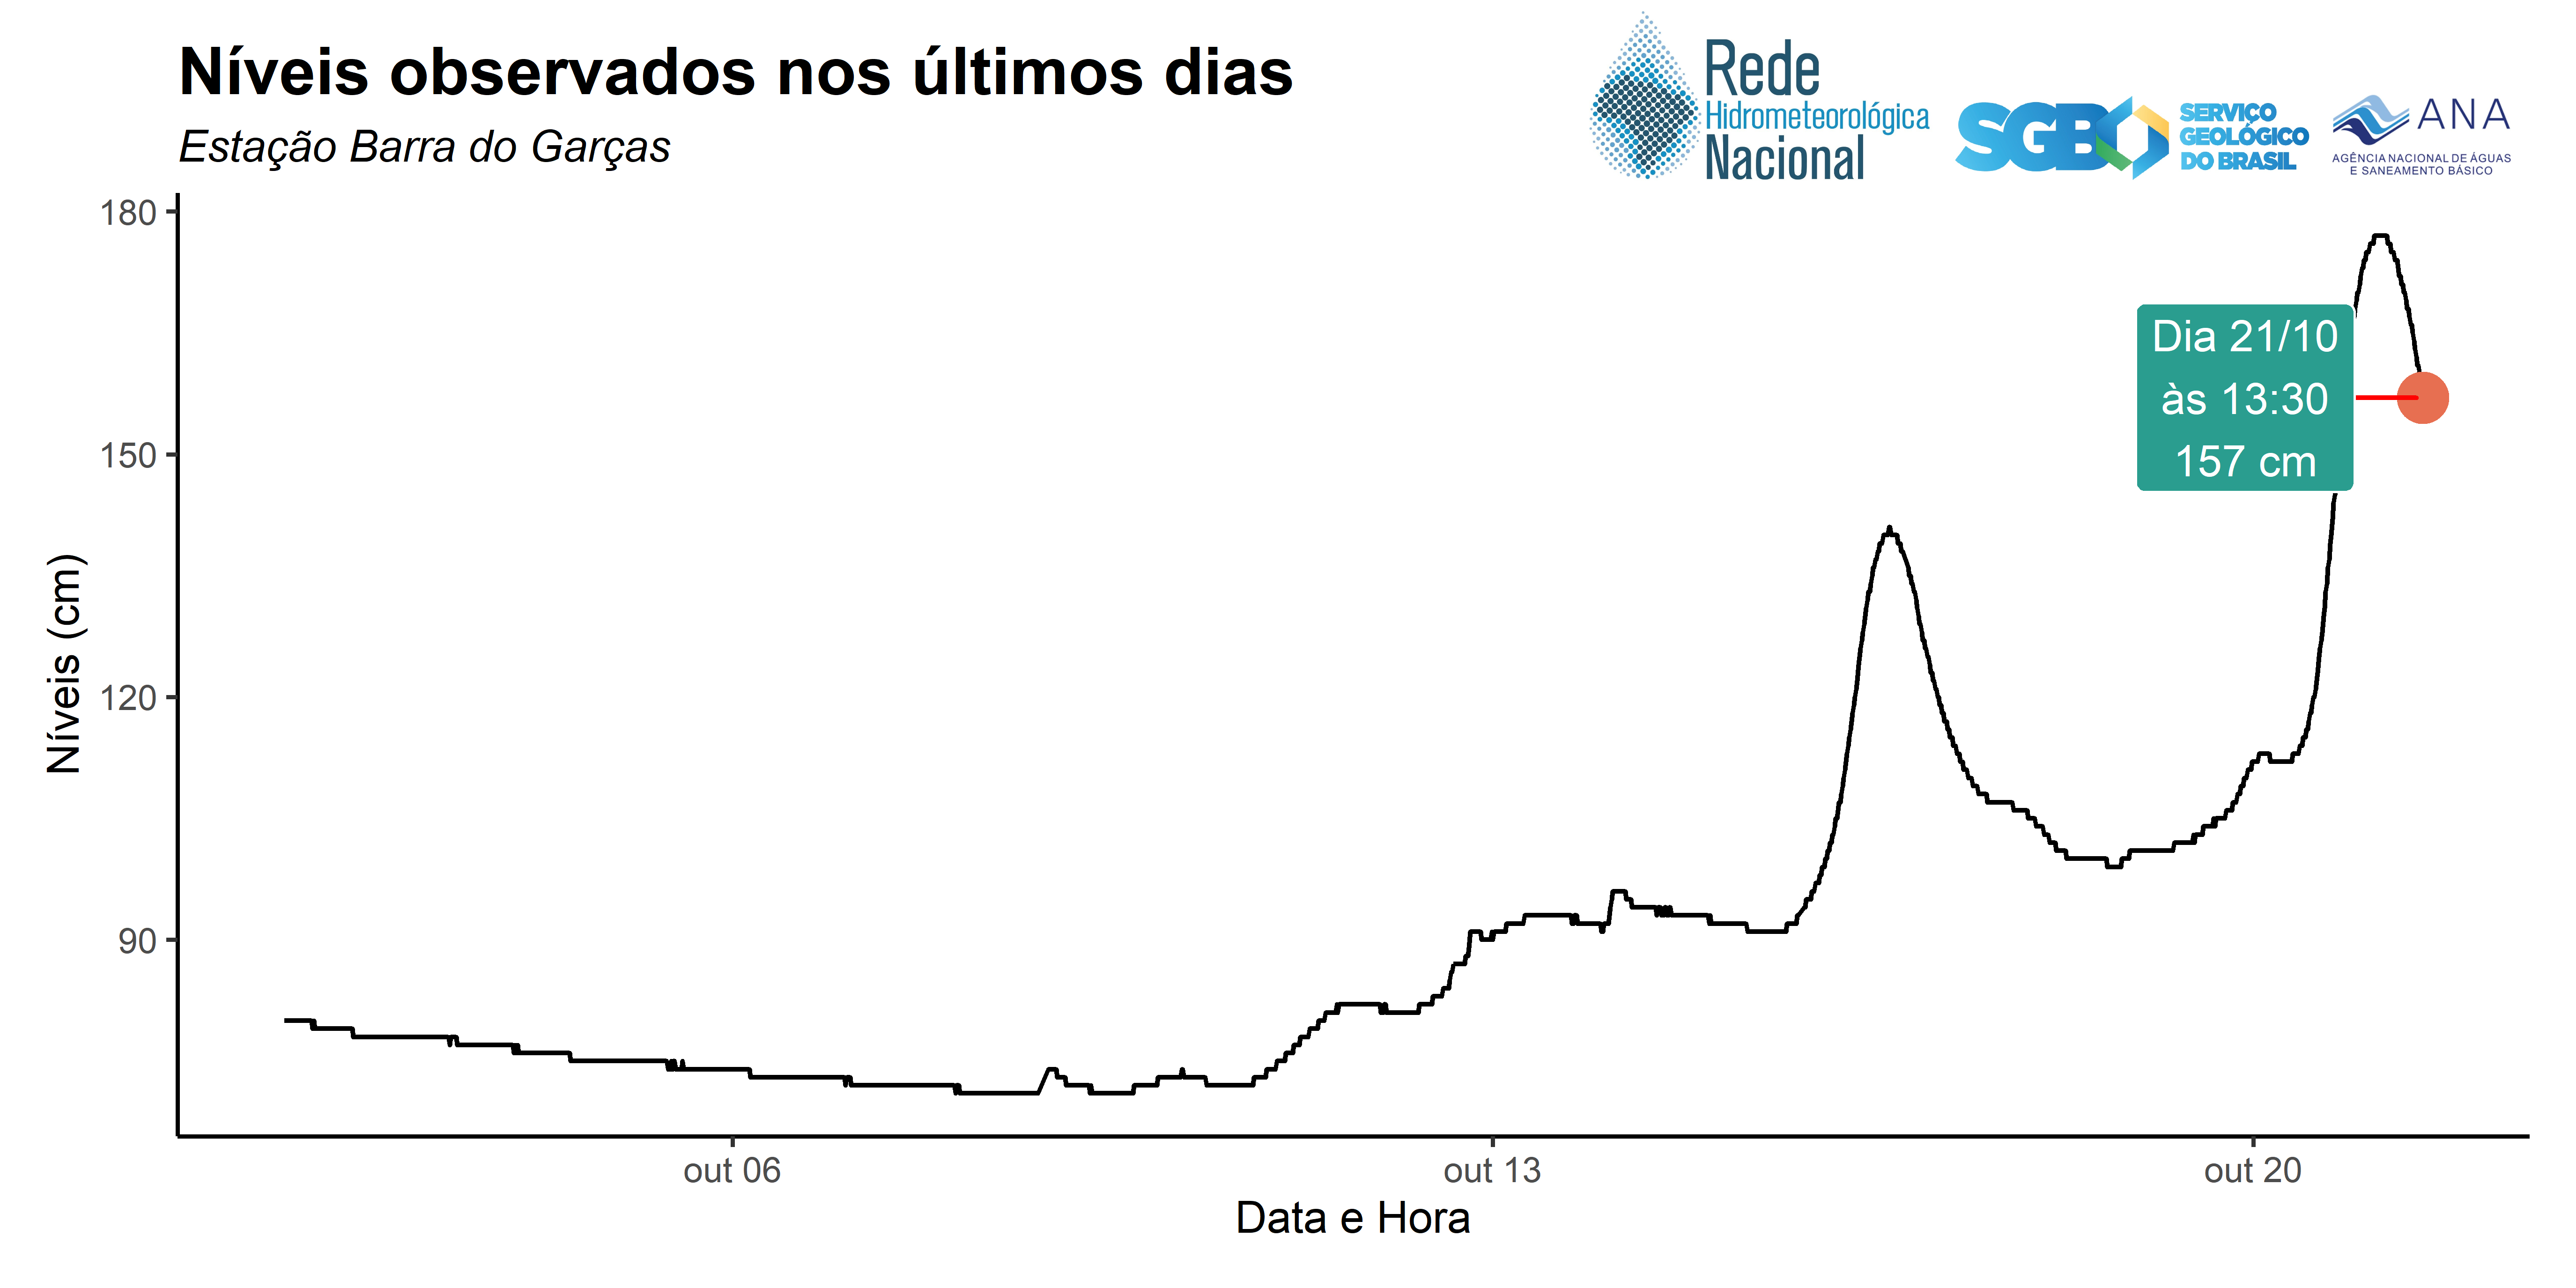 Níveis observados nos últimos dias
Estação Barra do Garças
Rede
Hidrometeorológica
Nacional
SGB
SERVIÇO
GEOLÓGICO
DO BRASIL
ANA
AGÊNCIA NACIONAL DE ÁGUAS
E SANEAMENTO BÁSICO
180
150
120
90
Níveis (cm)
Dia 21/10
às 13:30
157 cm
out 06
out 13
out 20
Data e Hora